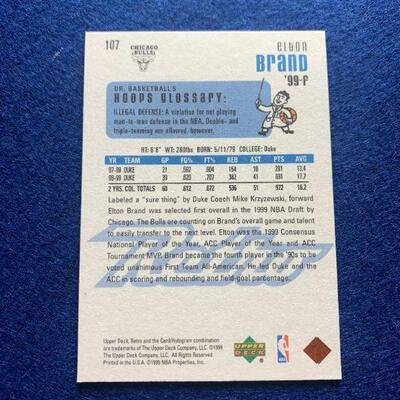 107
CHICAGO
BULLS
ELTON
BRAND
'99-F
DR. BASKETBALL'S
HOOPS GLOSSARY:
ILLEGAL DEFENSE: A violation for not playing
man-to-man defense in the NBA. Double- and
triple-teaming are allowed, however.
HT: 6'8" WT: 260lbs BORN: 5/11/79 COLLEGE: Duke
YR TEAM GP FG% FT% REB AST PTS AVG
97-98 DUKE 21 .592 .604 154 10 281 13.4
98-99 DUKE 39 .620 .707 382 41 691 17.7
2 YRS. COL. TOTALS 60 .612 .672 536 51 972 16.2
Labeled a "sure thing" by Duke Coach Mike Krzyzewski, forward
Elton Brand was selected first overall in the 1999 NBA Draft by
Chicago. The Bulls are counting on Brand's overall game and talent
to easily transfer to the next level. Elton was the 1999 Consensus
National Player of the Year, ACC Player of the Year and ACC
Tournament MVP. Brand became the fourth player in the '90s to be
voted unanimous First Team All-American. He led Duke and the
ACC in scoring and rebounding and field-goal percentage.
Upper Deck, Retro and the Card/Hologram combination
are trademarks of The Upper Deck Company, LLC. ©1999
The Upper Deck Company, LLC. All Rights Reserved.
Printed in the U.S.A. ©1999 NBA Properties, Inc.
UPPER
DECK
NBA